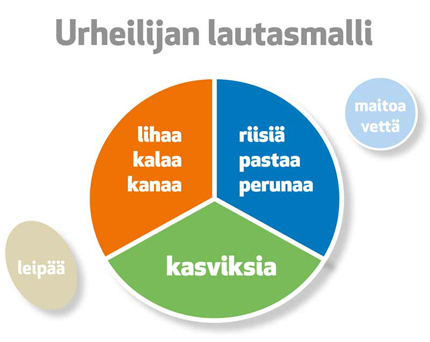 Urheilijan lautasmalli
lihaa
kalaa
kanaa
riisiä
pastaa
perunaa
maitoa
vettä
leipää
kasviksia